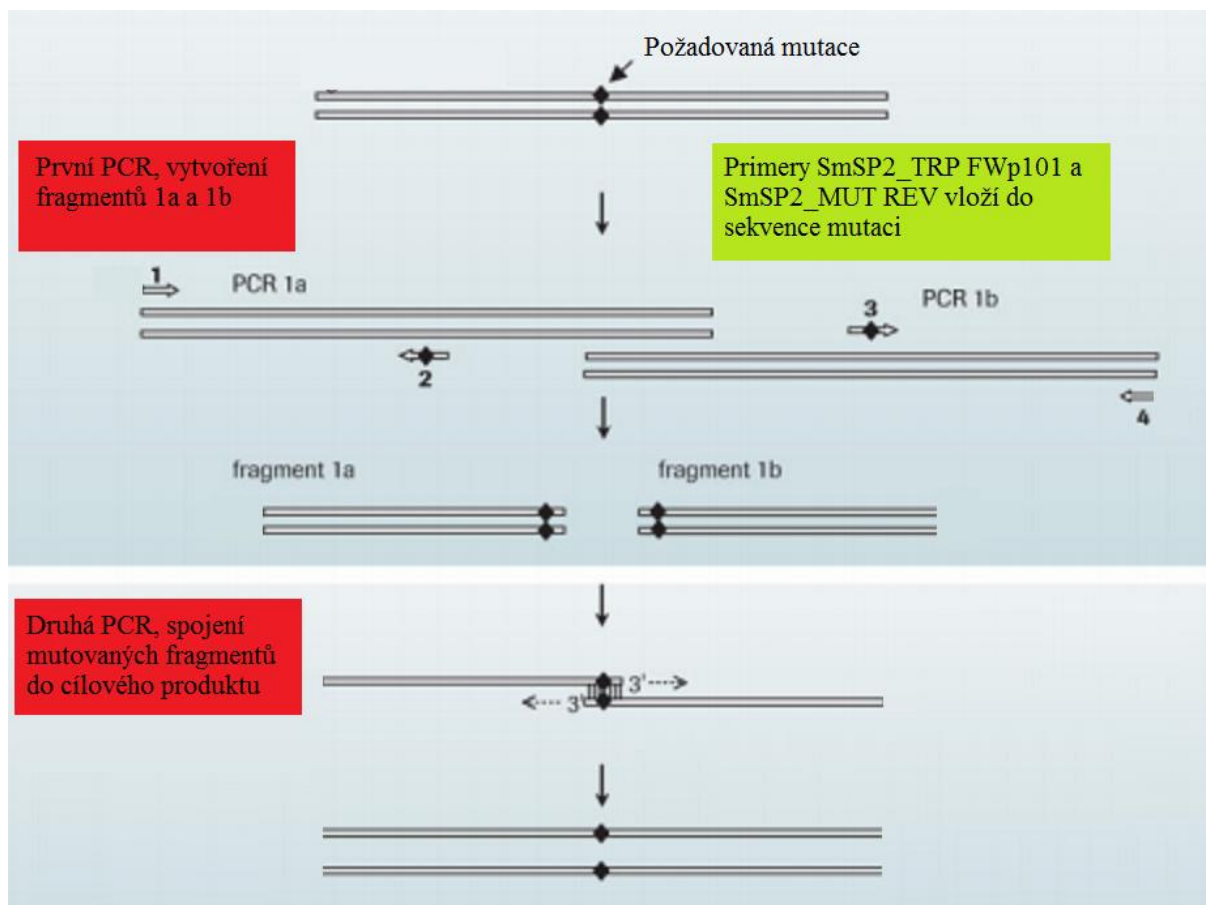 Požadovaná mutace
První PCR, vytvoření
fragmentů 1a a 1b
Primery SmSP2_TRP FWp101 a
SmSP2_MUT REV vloží do
sekvence mutaci
1
PCR 1a
3
PCR 1b
2
4
fragment 1a
fragment 1b
Druhá PCR, spojení
mutovaných fragmentů
do cílového produktu
3'
3'